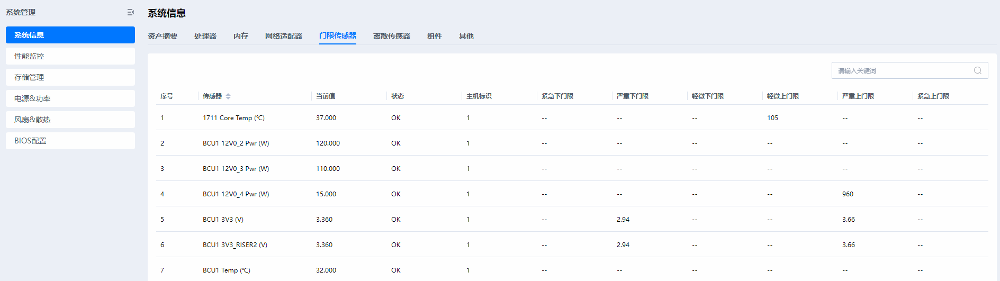 系统管理
系统信息
性能监控
存储管理
电源&功率
风扇&散热
BIOS配置
系统信息
资产摘要 处理器 内存 网络适配器 门限传感器 离散传感器 组件 其他
请输入关键词
序号 传感器 当前值 状态 主机标识 紧急下门限 严重下门限 轻微下门限 轻微上门限 严重上门限 紧急上门限
1 1711 Core Temp (℃) 37.000 OK 1 -- -- -- 105 -- --
2 BCU1 12V0_2 Pwr (W) 120.000 OK 1 -- -- -- -- -- --
3 BCU1 12V0_3 Pwr (W) 110.000 OK 1 -- -- -- -- -- --
4 BCU1 12V0_4 Pwr (W) 15.000 OK 1 -- -- -- -- 960 --
5 BCU1 3V3 (V) 3.360 OK 1 -- 2.94 -- -- 3.66 --
6 BCU1 3V3_RISER2 (V) 3.360 OK 1 -- 2.94 -- -- 3.66 --
7 BCU1 Temp (℃) 32.000 OK 1 -- -- -- -- -- --